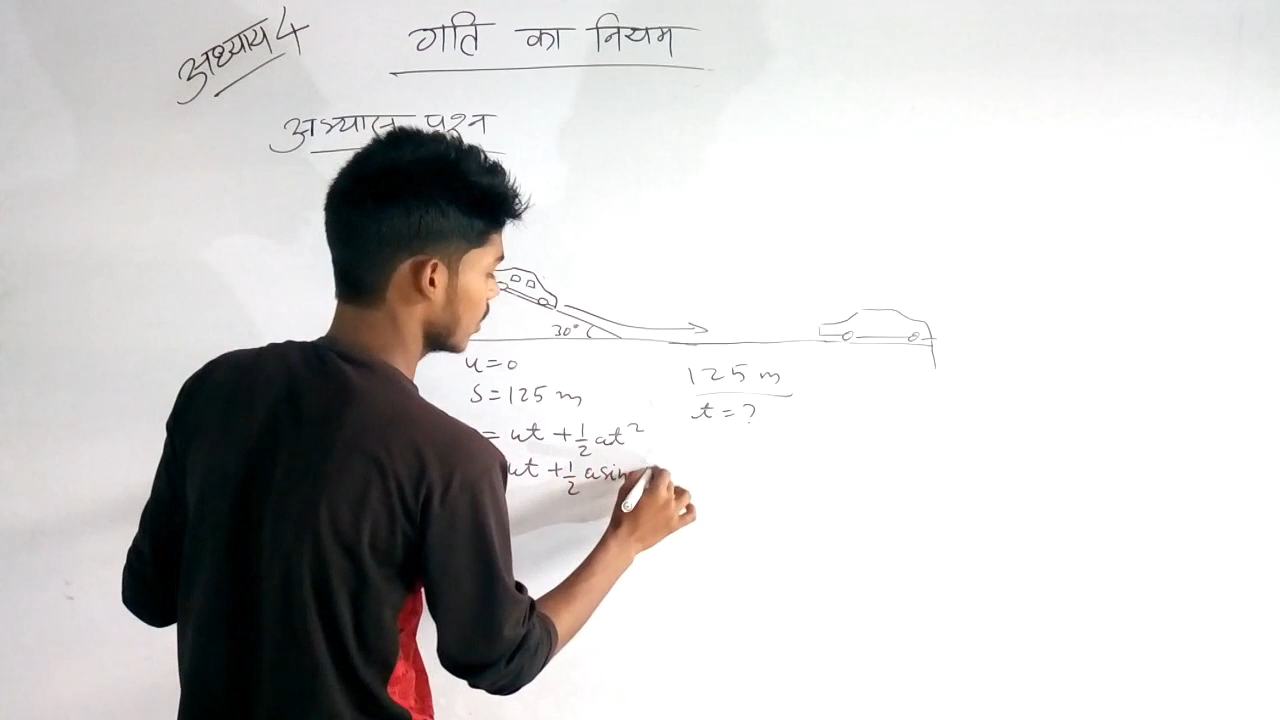 अध्याय 4
गति का नियम
अभ्यास प्रश्न
30°
u=0
S=125 m
125 m
t=?
= ut + 1/2 at²
ut + 1/2 asin